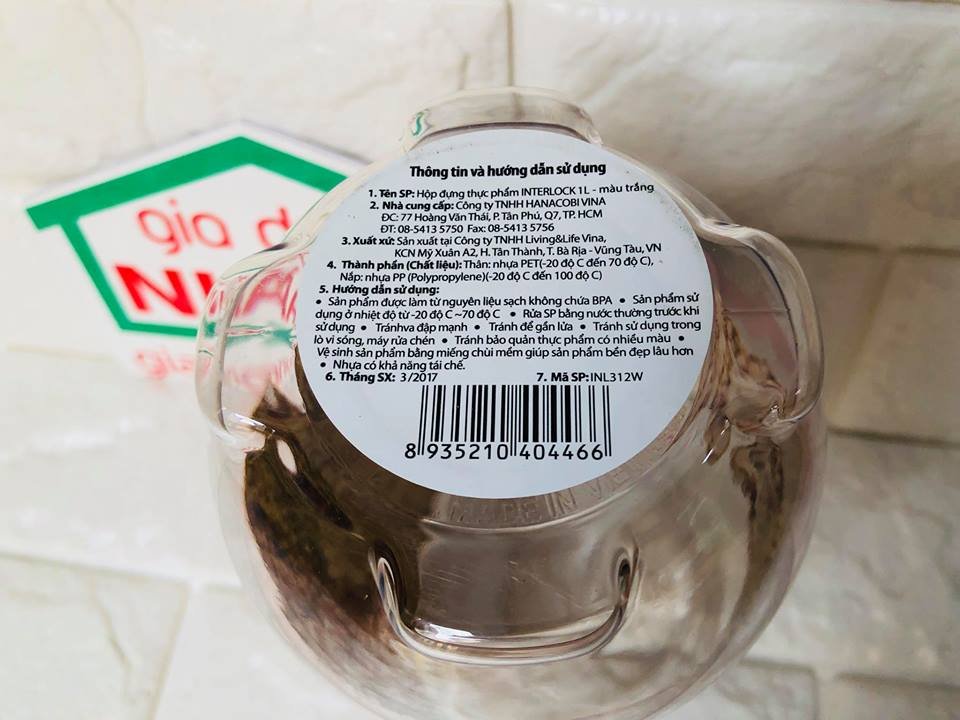 gia d
NH
gia
Thông tin và hướng dẫn sử dụng
1. Tên SP: Hộp đựng thực phẩm INTERLOCK 1L - màu trắng
2. Nhà cung cấp: Công ty TNHH HANACOBI VINA
ĐC: 77 Hoàng Văn Thái, P. Tân Phú, Q7, TP. HCM
ĐT: 08-5413 5750 Fax: 08-5413 5756
3. Xuất xứ: Sản xuất tại Công ty TNHH Living&Life Vina,
KCN Mỹ Xuân A2, H. Tân Thành, T. Bà Rịa - Vũng Tàu, VN
4. Thành phần (Chất liệu): Thân: nhựa PET(-20 độ C đến 70 độ C),
Nắp: nhựa PP (Polypropylene)(-20 độ C đến 100 độ C)
5. Hướng dẫn sử dụng:
• Sản phẩm được làm từ nguyên liệu sạch không chứa BPA • Sản phẩm sử
dụng ở nhiệt độ từ -20 độ C ~70 độ C • Rửa SP bằng nước thường trước khi
sử dụng • Tránhva đập mạnh • Tránh để gần lửa • Tránh sử dụng trong
lò vi sóng, máy rửa chén • Tránh bảo quản thực phẩm có nhiều màu •
Vệ sinh sản phẩm bằng miếng chùi mềm giúp sản phẩm bền đẹp lâu hơn
• Nhựa có khả năng tái chế.
6. Tháng SX: 3/2017 7. Mã SP: INL312W
8 935210 404466
MADE IN VI